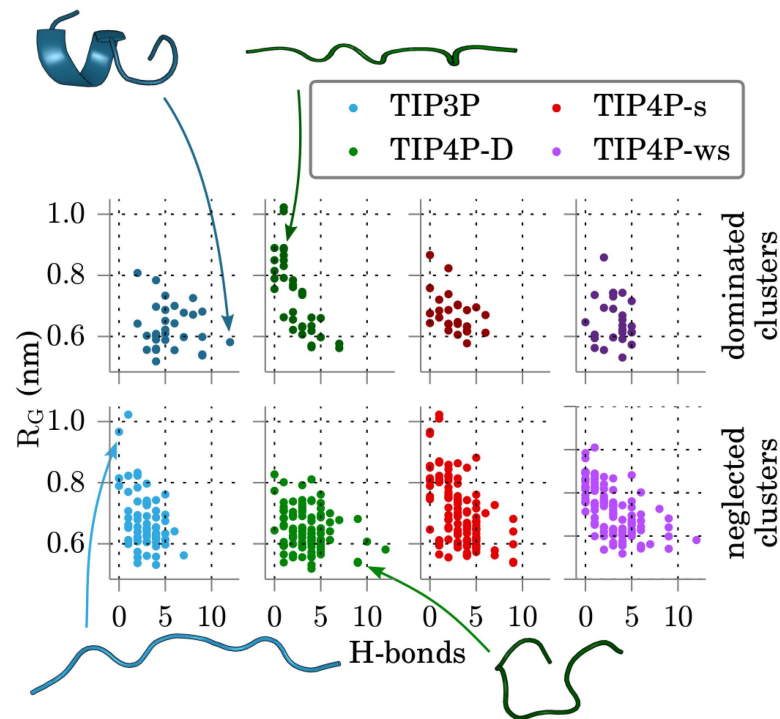 TIP3P TIP4P-s
TIP4P-D TIP4P-ws
1.0
0.8
0.6
dominated
clusters
R_G (nm)
1.0
0.8
0.6
neglected
clusters
0 5 10 0 5 10 0 5 10 0 5 10
H-bonds